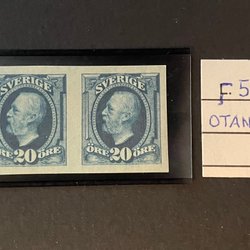 SVERIGE SVERIGE
ÖRE 20 ÖRE ÖRE 20 ÖRE
F 5
OTAN